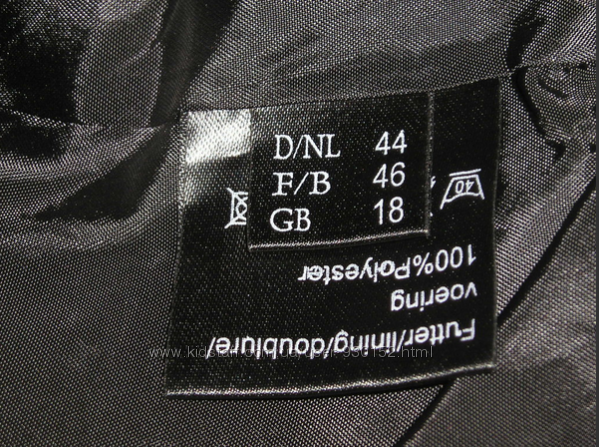 D/NL 44
F/B 46
GB 18
40
Futter/lining/doublure/
voering
100%Polyester